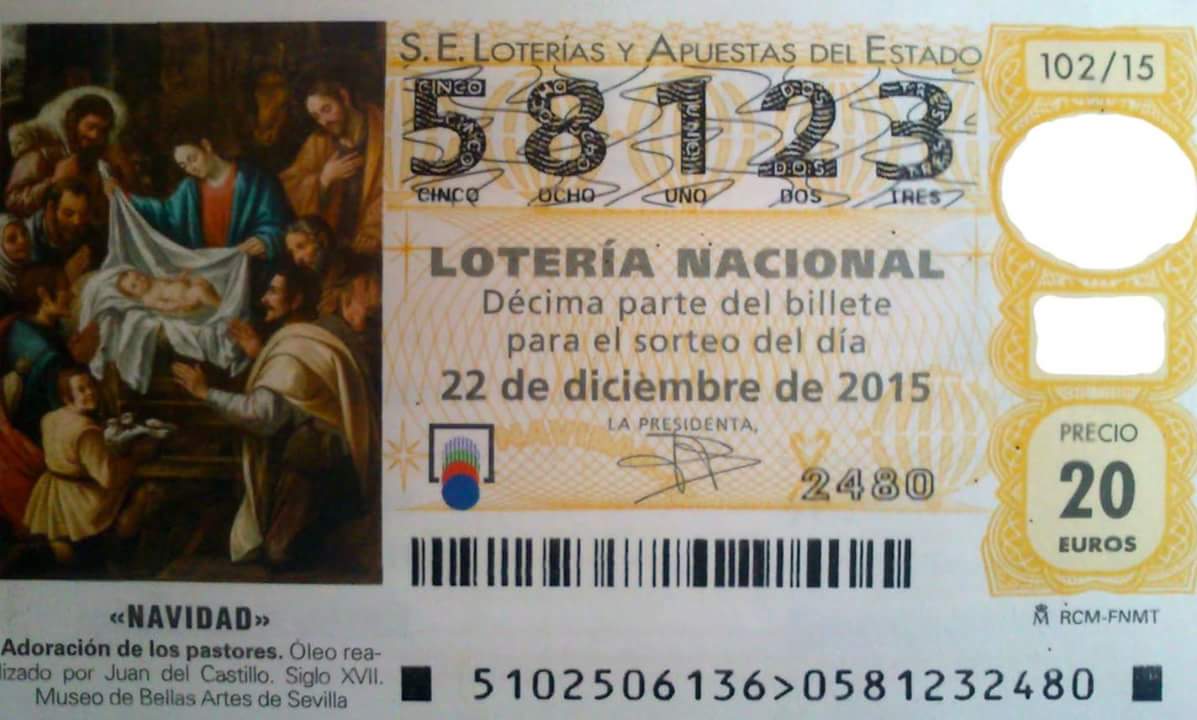 S.E. LOTERÍAS Y APUESTAS DEL ESTADO
102/15
58123
CINCO OCHO UNO DOS TRES
LOTERÍA NACIONAL
Décima parte del billete
para el sorteo del día
22 de diciembre de 2015
LA PRESIDENTA,
2480
PRECIO
20
EUROS
RCM-FNMT
«NAVIDAD»
Adoración de los pastores. Óleo rea-
lizado por Juan del Castillo. Siglo XVII.
Museo de Bellas Artes de Sevilla
5102506136>0581232480